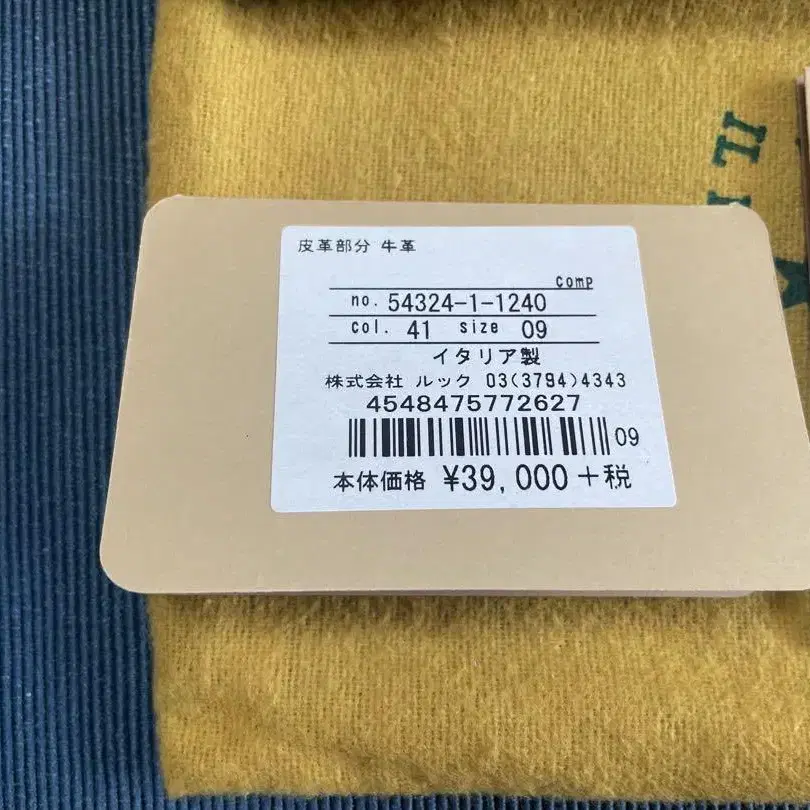 皮革部分 牛革
comp
no. 54324-1-1240
col. 41 size 09
イタリア製
株式会社 ルック 03(3794)4343
4548475772627
09
本体価格 ¥39,000+税
IL